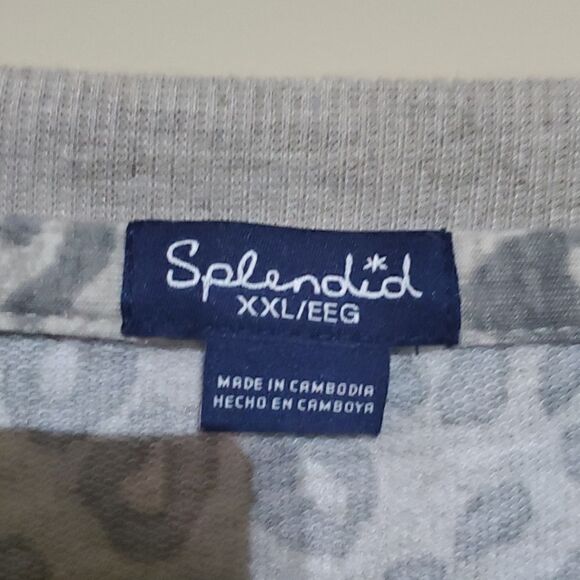 Splendid
XXL/EEG
MADE IN CAMBODIA
HECHO EN CAMBOYA